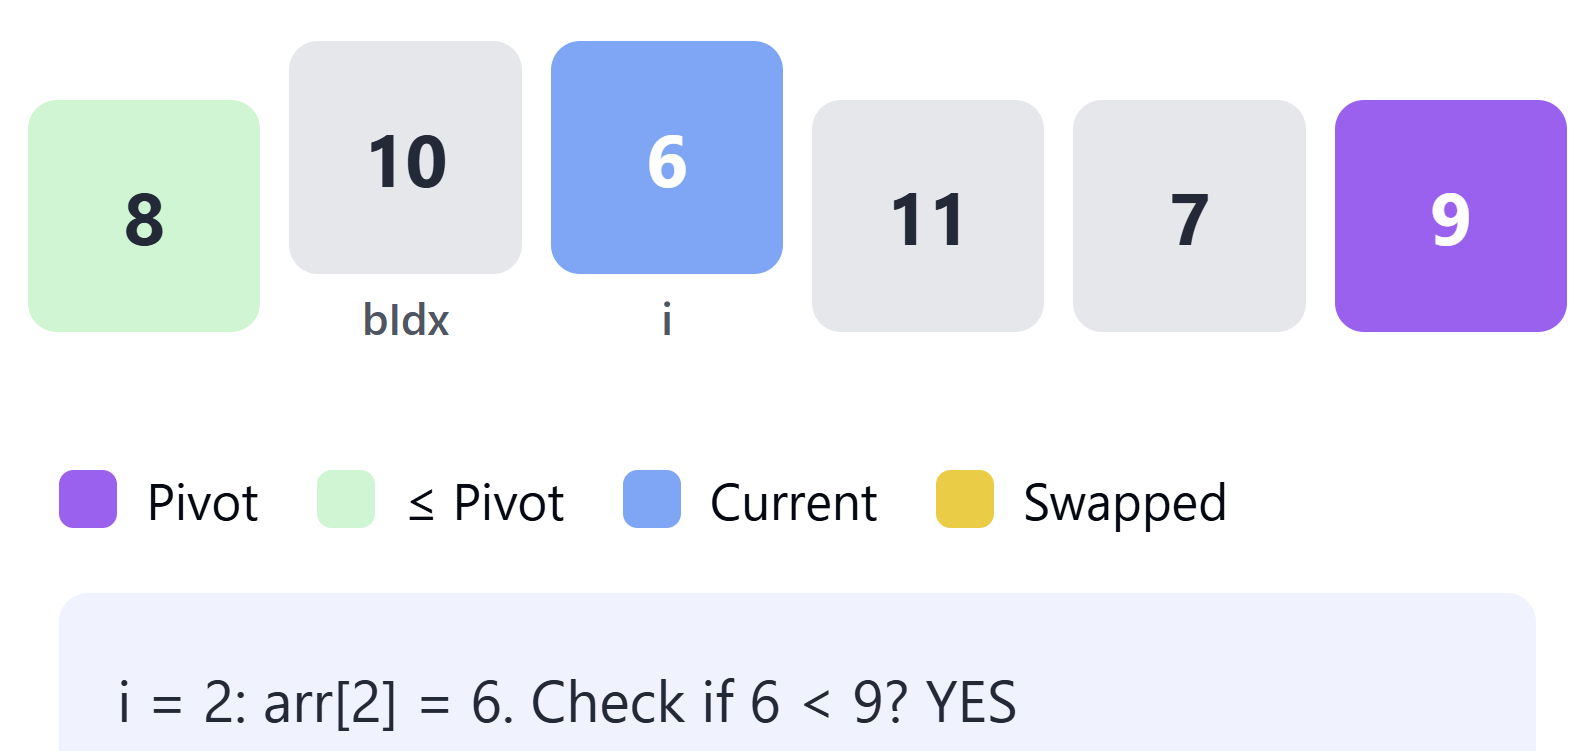 8 10 6 11 7 9
bIdx i
Pivot ≤ Pivot Current Swapped
i = 2: arr[2] = 6. Check if 6 < 9? YES